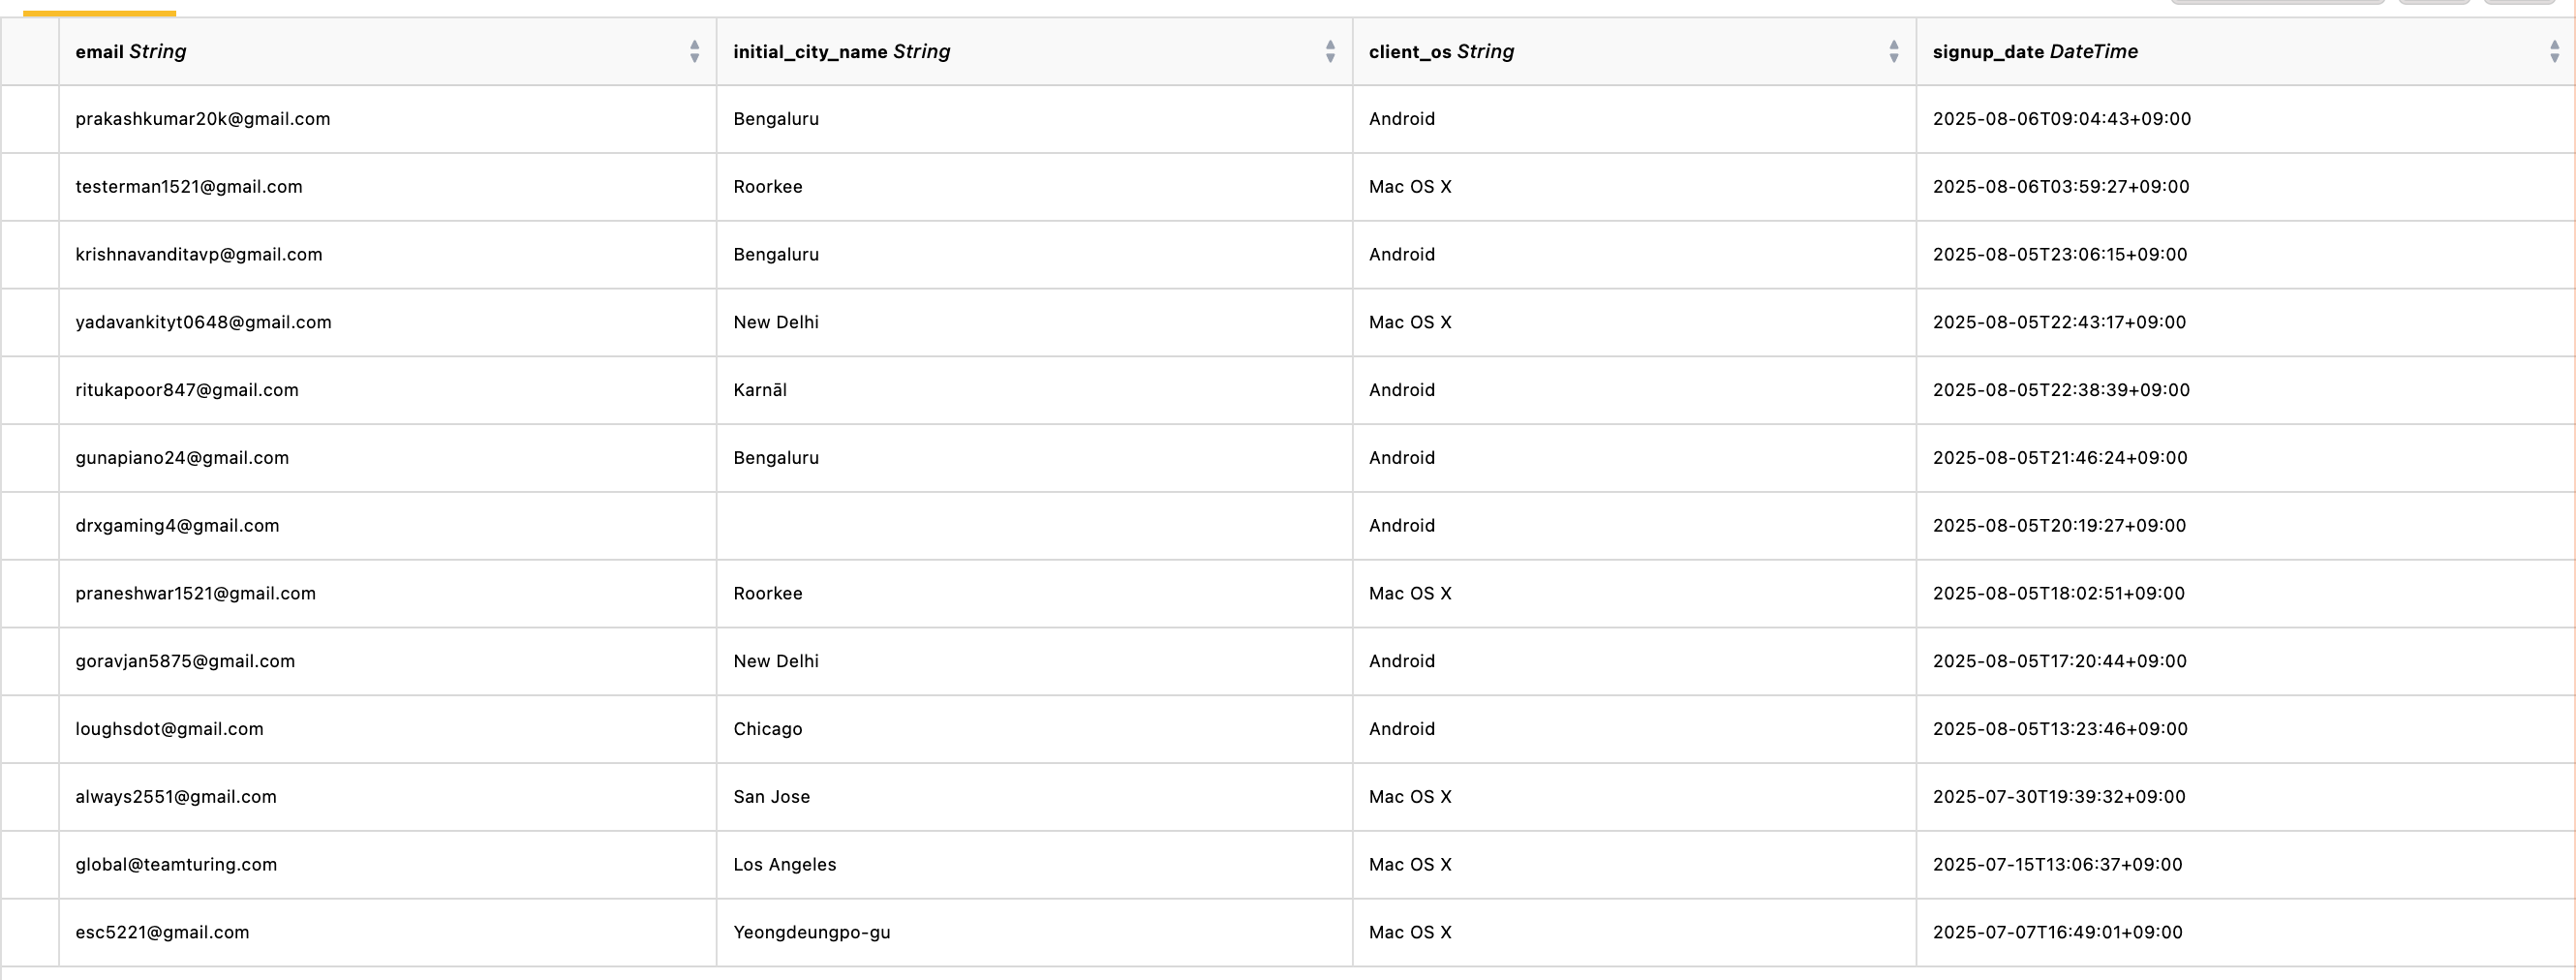 email String initial_city_name String client_os String signup_date DateTime
prakashkumar20k@gmail.com Bengaluru Android 2025-08-06T09:04:43+09:00
testerman1521@gmail.com Roorkee Mac OS X 2025-08-06T03:59:27+09:00
krishnavanditavp@gmail.com Bengaluru Android 2025-08-05T23:06:15+09:00
yadavankityt0648@gmail.com New Delhi Mac OS X 2025-08-05T22:43:17+09:00
ritukapoor847@gmail.com Karnāl Android 2025-08-05T22:38:39+09:00
gunapiano24@gmail.com Bengaluru Android 2025-08-05T21:46:24+09:00
drxgaming4@gmail.com Android 2025-08-05T20:19:27+09:00
praneshwar1521@gmail.com Roorkee Mac OS X 2025-08-05T18:02:51+09:00
goravjan5875@gmail.com New Delhi Android 2025-08-05T17:20:44+09:00
loughsdot@gmail.com Chicago Android 2025-08-05T13:23:46+09:00
always2551@gmail.com San Jose Mac OS X 2025-07-30T19:39:32+09:00
global@teamturing.com Los Angeles Mac OS X 2025-07-15T13:06:37+09:00
esc5221@gmail.com Yeongdeungpo-gu Mac OS X 2025-07-07T16:49:01+09:00